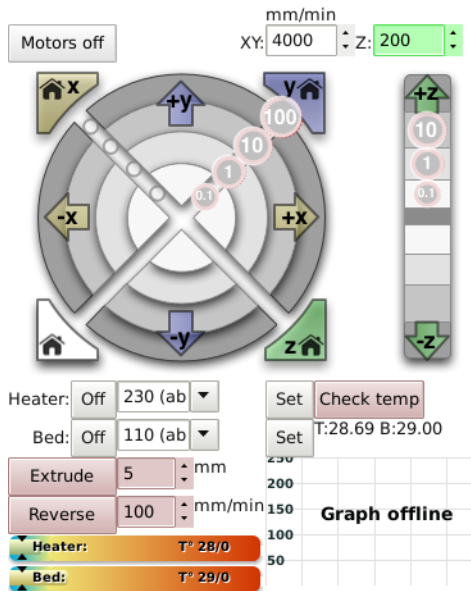 mm/min
Motors off XY: 4000 Z: 200
x y +z
+y 100
10 10
1 1
0.1 0.1
-x +x
-y z -z
Heater: Off 230 (ab Set Check temp
Bed: Off 110 (ab Set T:28.69 B:29.00
Extrude 5 mm 250
200
Reverse 100 mm/min 150 Graph offline
100
Heater: T° 28/0
50
Bed: T° 29/0